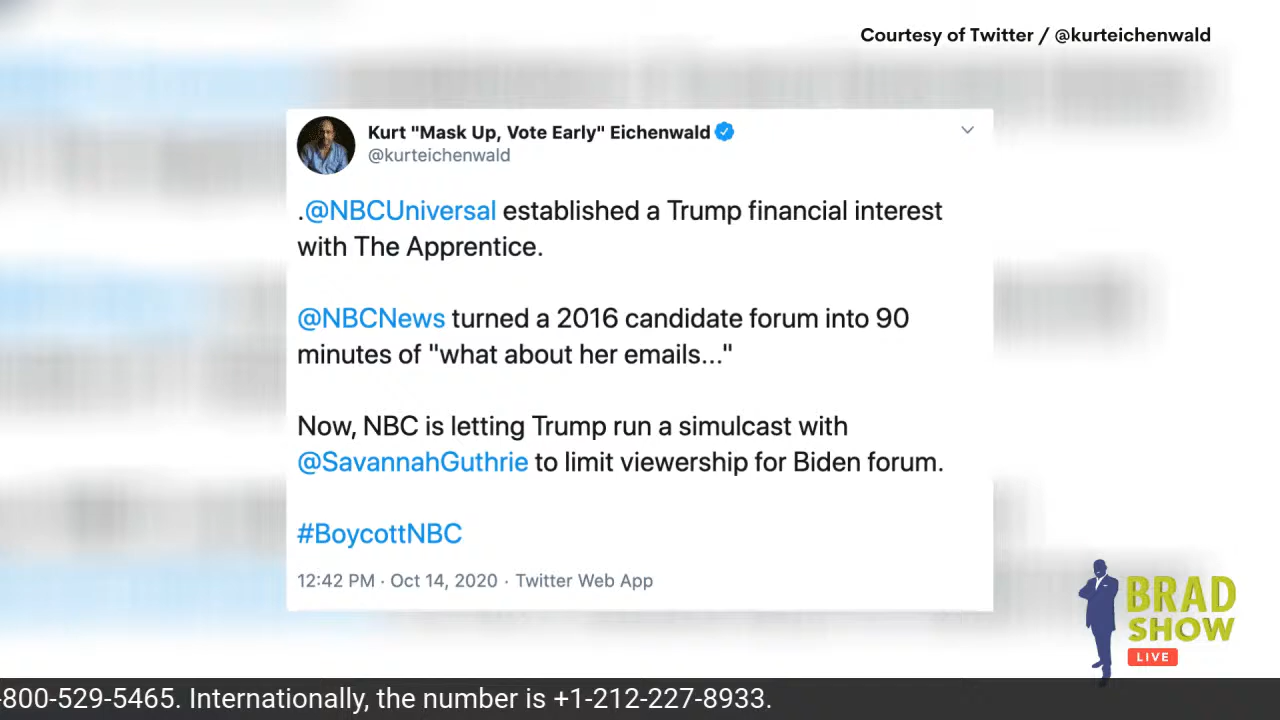 Courtesy of Twitter / @kurteichenwald
Kurt "Mask Up, Vote Early" Eichenwald
@kurteichenwald
.@NBCUniversal established a Trump financial interest
with The Apprentice.
@NBCNews turned a 2016 candidate forum into 90
minutes of "what about her emails..."
Now, NBC is letting Trump run a simulcast with
@SavannahGuthrie to limit viewership for Biden forum.
#BoycottNBC
12:42 PM · Oct 14, 2020 · Twitter Web App
BRAD
SHOW
LIVE
-800-529-5465. Internationally, the number is +1-212-227-8933.